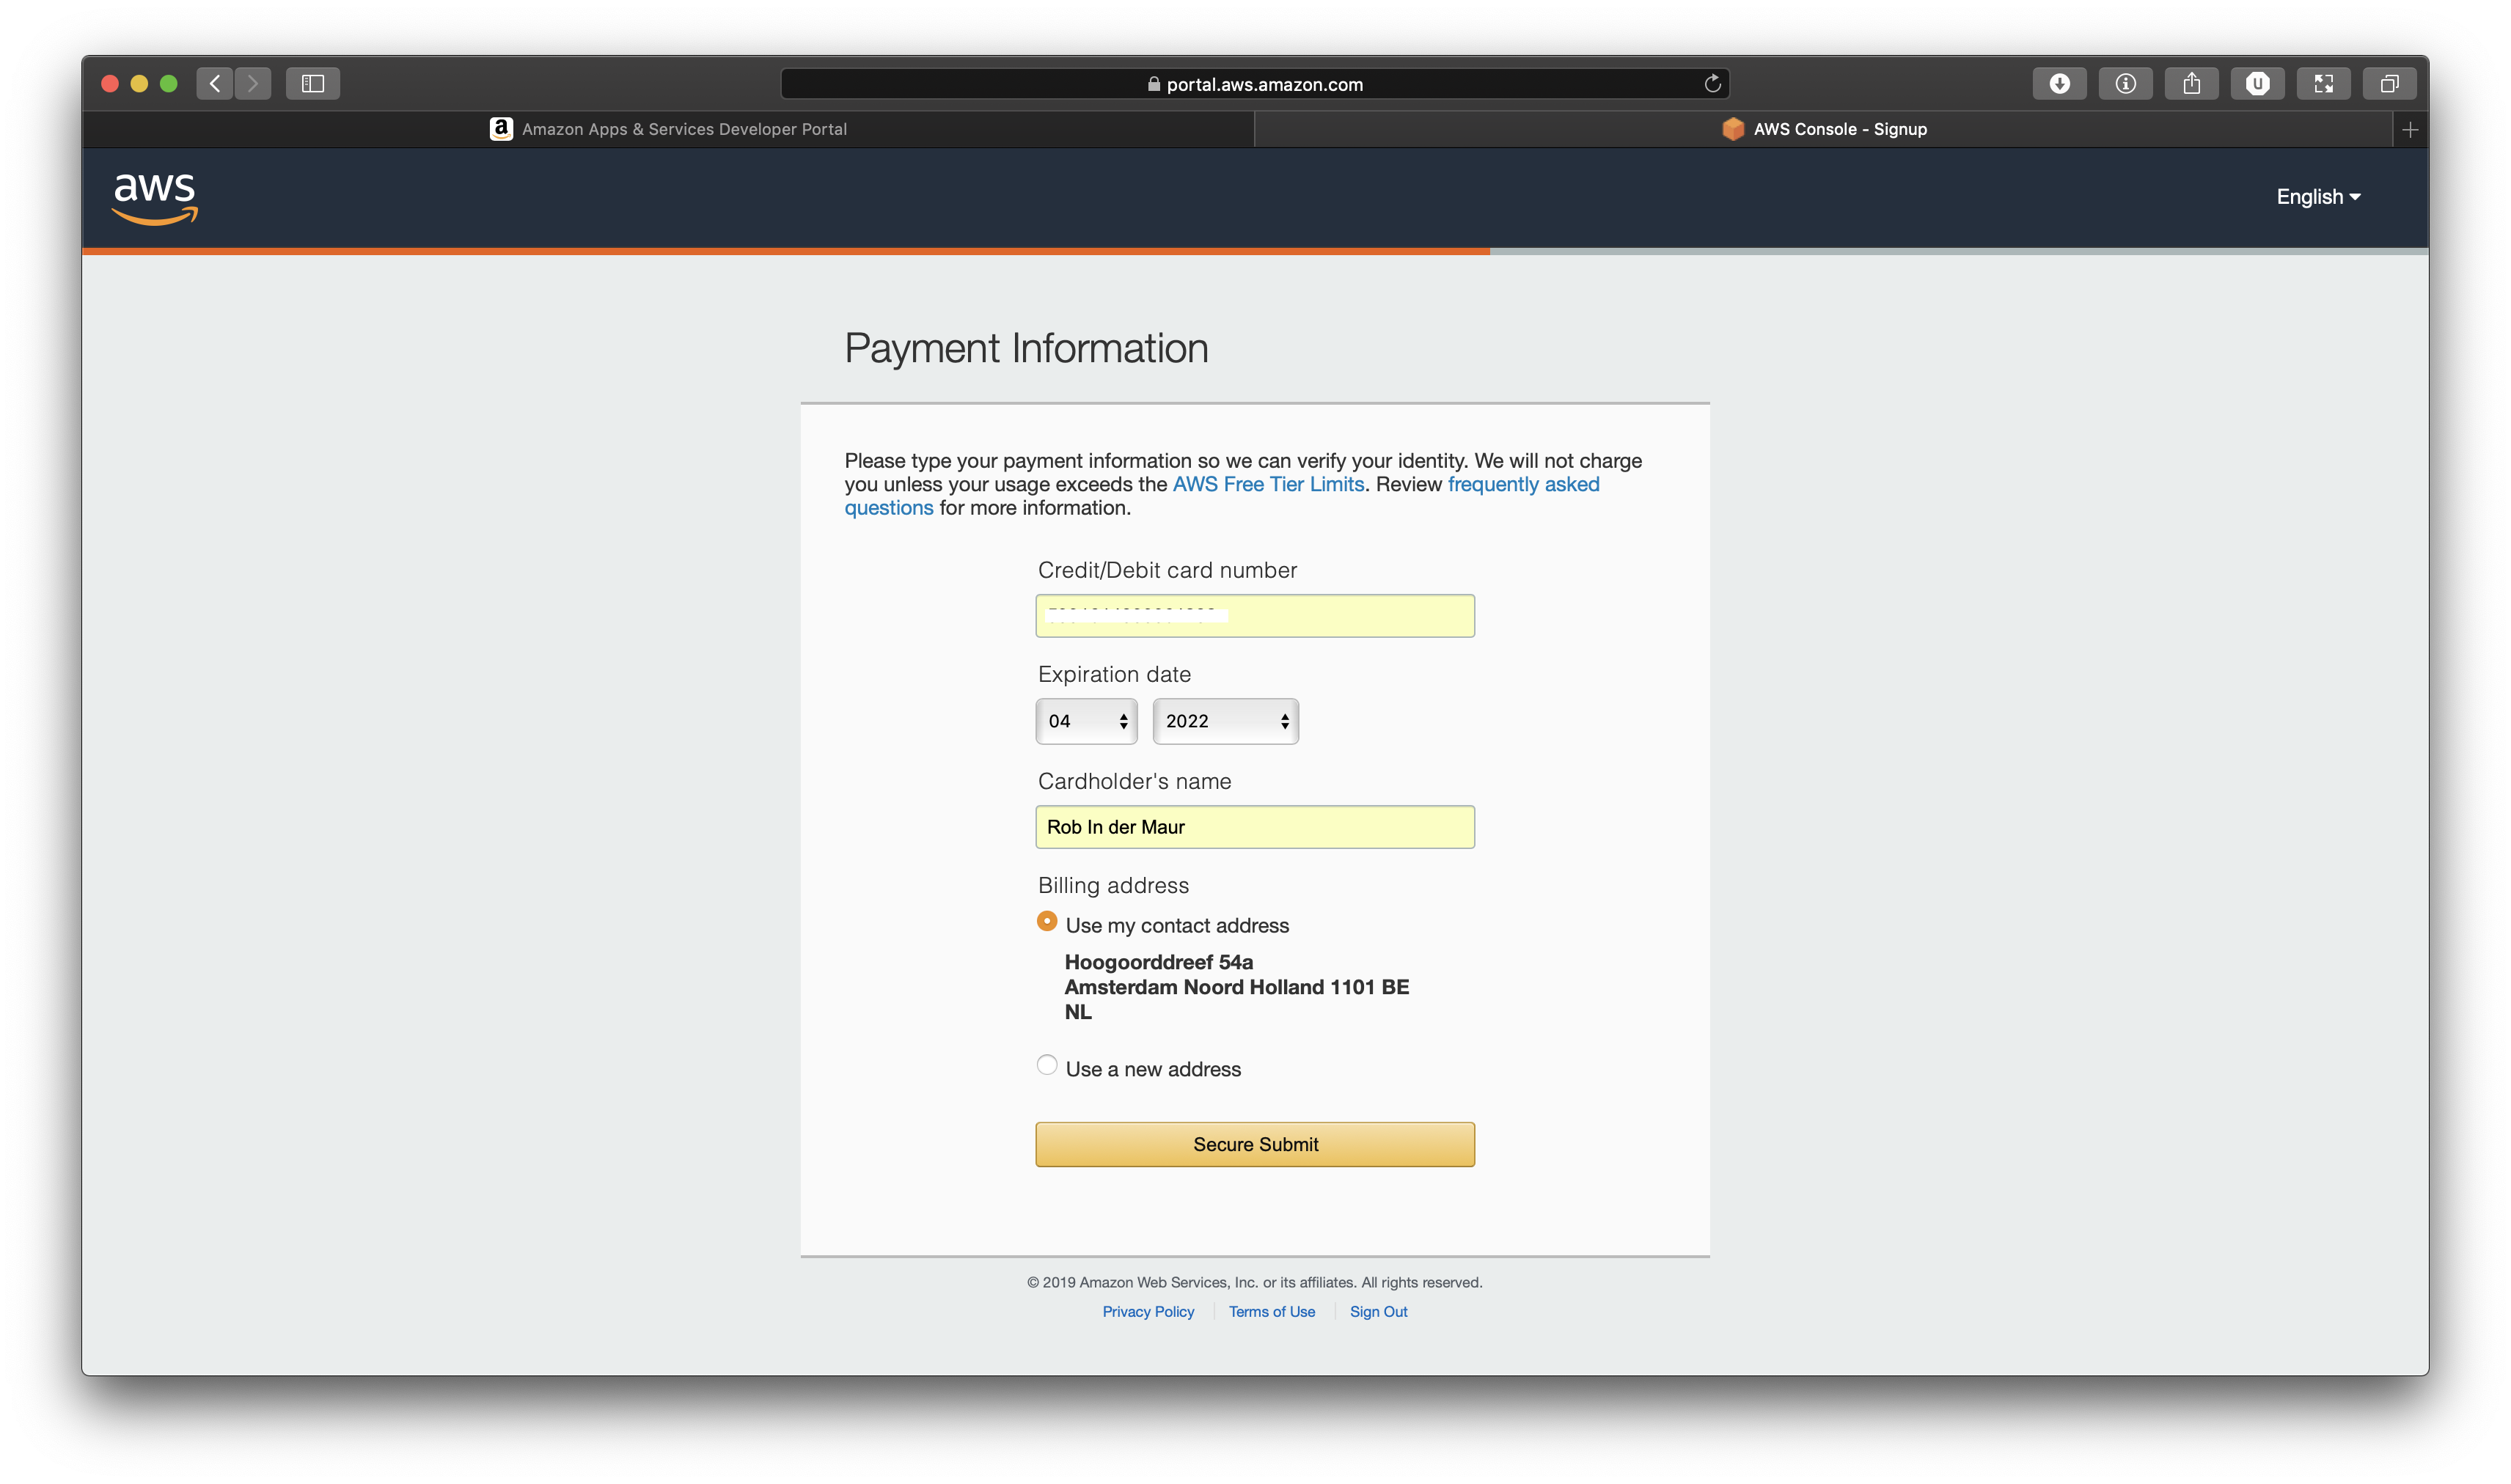 portal.aws.amazon.com
Amazon Apps & Services Developer Portal
AWS Console - Signup
aws
English
Payment Information
Please type your payment information so we can verify your identity. We will not charge
you unless your usage exceeds the AWS Free Tier Limits. Review frequently asked
questions for more information.
Credit/Debit card number
Expiration date
04 2022
Cardholder's name
Rob In der Maur
Billing address
Use my contact address
Hoogoorddreef 54a
Amsterdam Noord Holland 1101 BE
NL
Use a new address
Secure Submit
© 2019 Amazon Web Services, Inc. or its affiliates. All rights reserved.
Privacy Policy Terms of Use Sign Out